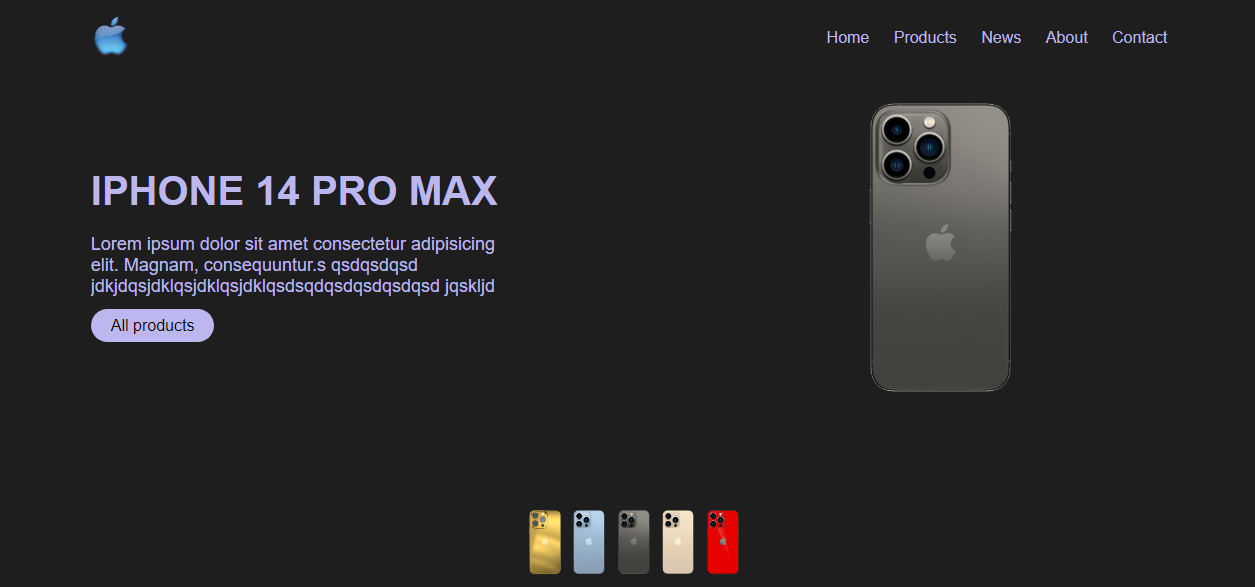 Home Products News About Contact
IPHONE 14 PRO MAX
Lorem ipsum dolor sit amet consectetur adipisicing
elit. Magnam, consequuntur.s qsdqsdqsd
jdkjdqsjdklqsjdklqsjdklqsdsqdqsdqsdqsdqsd jqskljd
All products